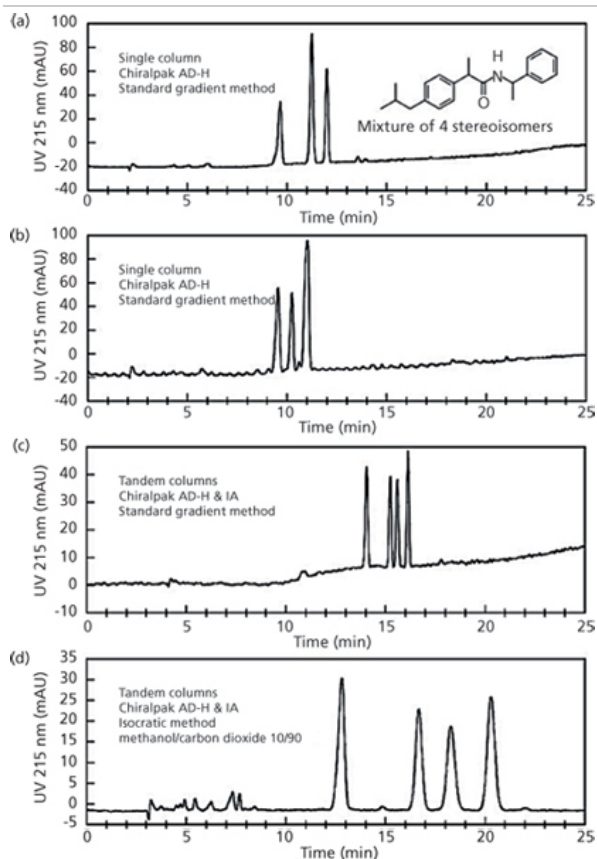 (a)
UV 215 nm (mAU)
100
80
60
40
20
0
-20
-40
Single column
Chiralpak AD-H
Standard gradient method
H
N
O
Mixture of 4 stereoisomers
0 5 10 15 20 25
Time (min)
(b)
UV 215 nm (mAU)
100
80
60
40
20
0
-20
-40
Single column
Chiralpak AD-H
Standard gradient method
0 5 10 15 20 25
Time (min)
(c)
UV 215 nm (mAU)
50
40
30
20
10
0
-10
Tandem columns
Chiralpak AD-H & IA
Standard gradient method
0 5 10 15 20 25
Time (min)
(d)
UV 215 nm (mAU)
35
30
25
20
15
10
5
0
-5
Tandem columns
Chiralpak AD-H & IA
Isocratic method
methanol/carbon dioxide 10/90
0 5 10 15 20 25
Time (min)